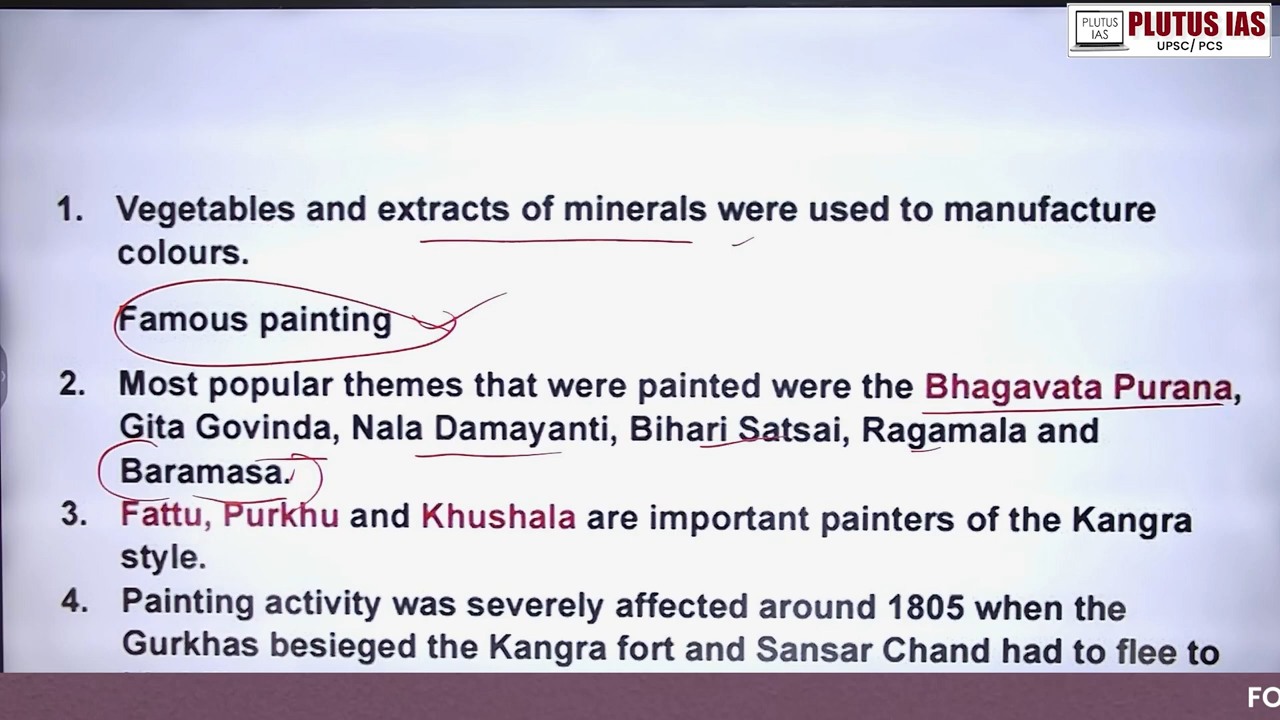 PLUTUS IAS
PLUTUS IAS
UPSC/ PCS
1. Vegetables and extracts of minerals were used to manufacture
colours.
Famous painting
2. Most popular themes that were painted were the Bhagavata Purana,
Gita Govinda, Nala Damayanti, Bihari Satsai, Ragamala and
Baramasa.
3. Fattu, Purkhu and Khushala are important painters of the Kangra
style.
4. Painting activity was severely affected around 1805 when the
Gurkhas besieged the Kangra fort and Sansar Chand had to flee to
FO